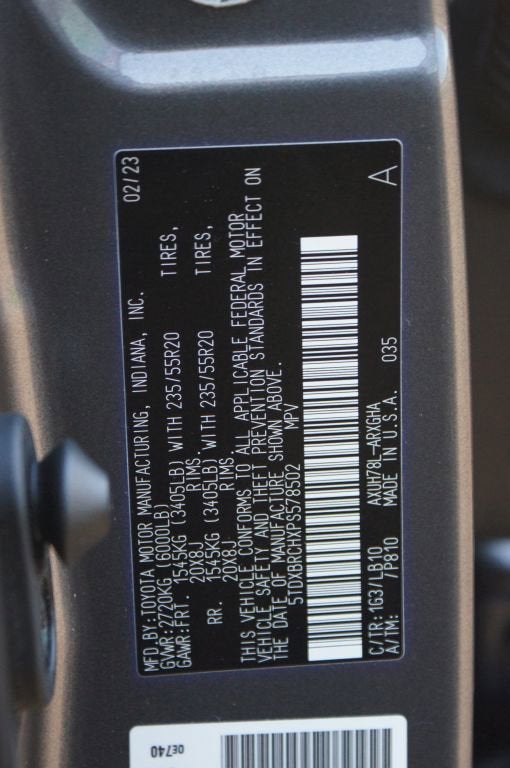 MFD.BY:TOYOTA MOTOR MANUFACTURING, INDIANA, INC. 02/23
GVWR:2720KG (6000LB)
GAWR:FRT. 1545KG (3405LB) WITH 235/55R20 TIRES,
20X8J RIMS.
RR. 1545KG (3405LB) WITH 235/55R20 TIRES,
20X8J RIMS.
THIS VEHICLE CONFORMS TO ALL APPLICABLE FEDERAL MOTOR
VEHICLE SAFETY AND THEFT PREVENTION STANDARDS IN EFFECT ON
THE DATE OF MANUFACTURE SHOWN ABOVE.
5TDXBRCHXPS578502 MPV
C/TR:1G3/LB10 AXUH78L-ARXGHA
A/TM: /P810 MADE IN U.S.A. 035 A
0E740